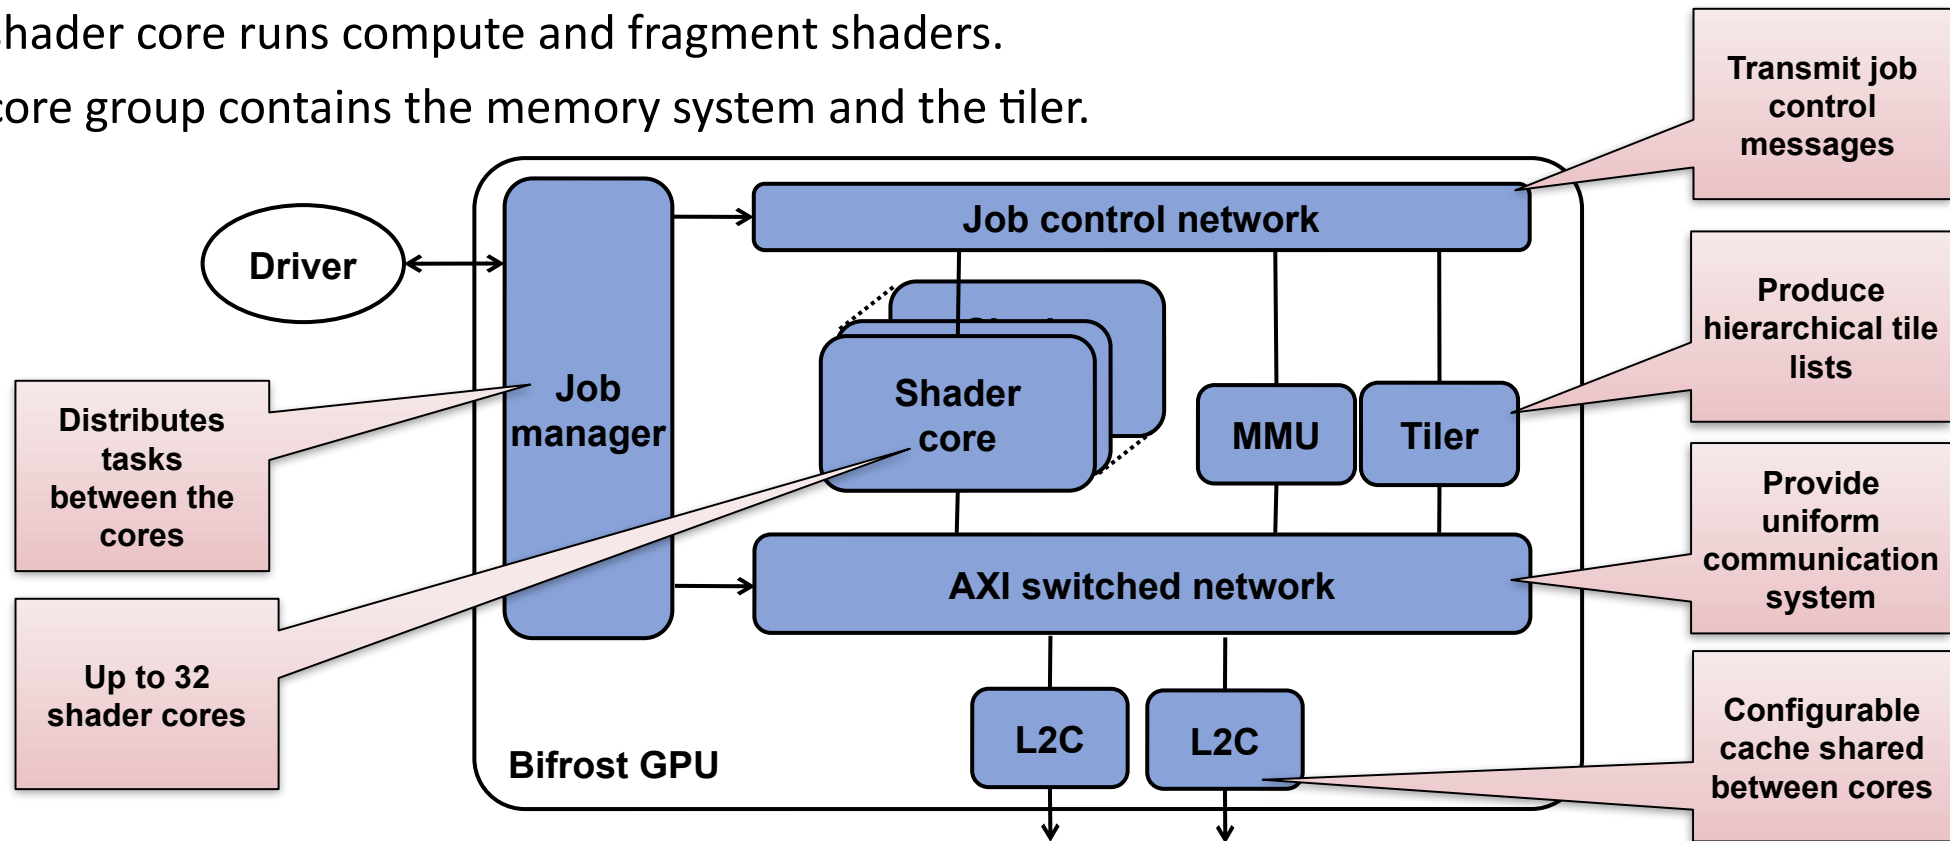 shader core runs compute and fragment shaders.
core group contains the memory system and the tiler.
Transmit job
control
messages
Job control network
Driver
Produce
hierarchical tile
lists
Job
manager
Shader
core
MMU
Tiler
Distributes
tasks
between the
cores
Provide
uniform
communication
system
AXI switched network
Up to 32
shader cores
L2C
L2C
Configurable
cache shared
between cores
Bifrost GPU